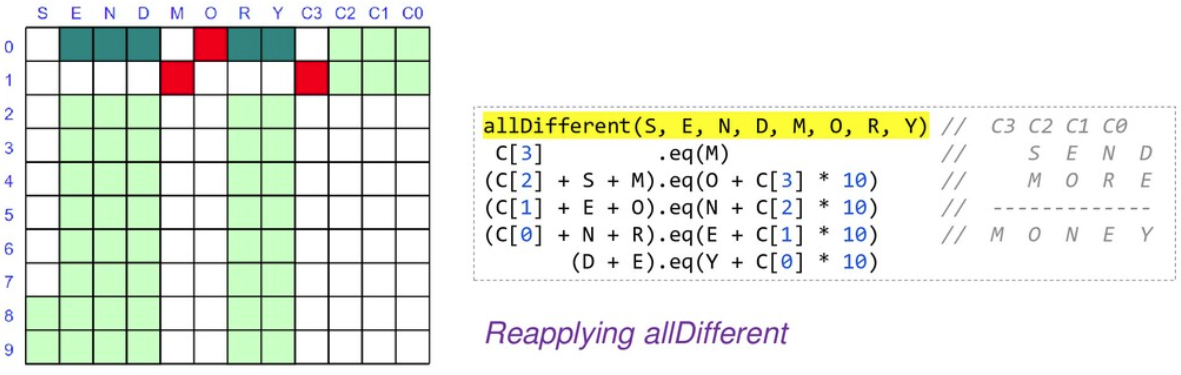 S E N D M O R Y C3 C2 C1 C0
0
1
2
3
4
5
6
7
8
9
allDifferent(S, E, N, D, M, O, R, Y) // C3 C2 C1 C0
C[3] .eq(M) // S E N D
(C[2] + S + M).eq(O + C[3] * 10) // M O R E
(C[1] + E + O).eq(N + C[2] * 10) // -------------
(C[0] + N + R).eq(E + C[1] * 10) // M O N E Y
(D + E).eq(Y + C[0] * 10)
Reapplying allDifferent